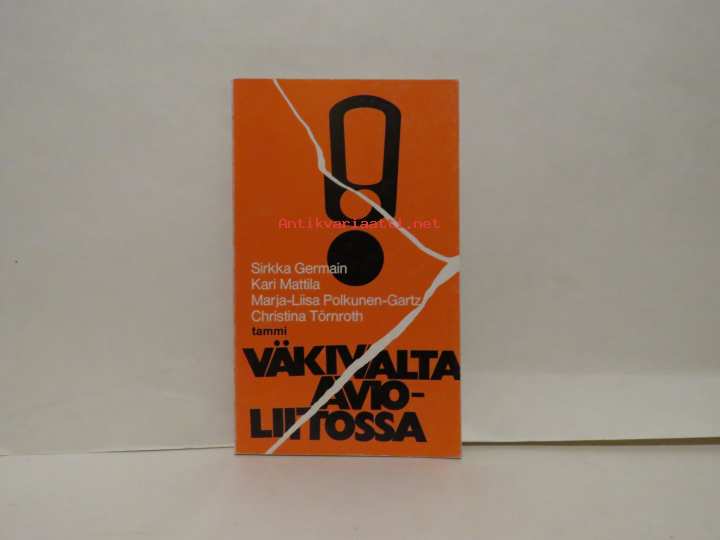 Antikvariaatti.net
Sirkka Germain
Kari Mattila
Marja-Liisa Polkunen-Gartz
Christina Törnroth
tammi
VÄKIVALTA
AVIO-
LIITOSSA